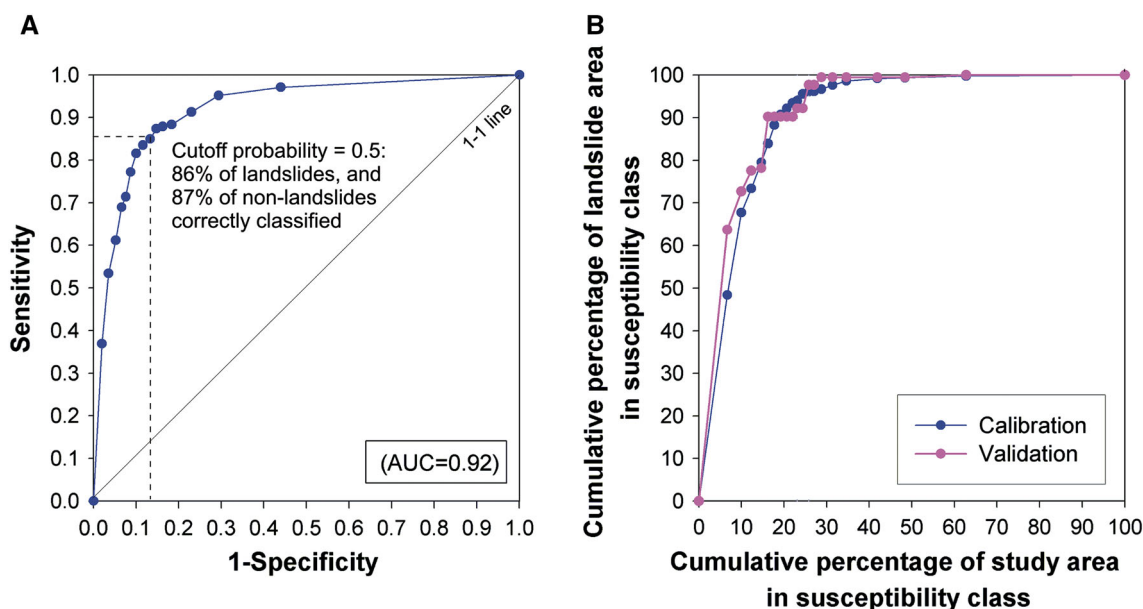 A
Sensitivity
1.0
0.9
0.8
0.7
0.6
0.5
0.4
0.3
0.2
0.1
0.0
1-1 line
Cutoff probability = 0.5:
86% of landslides, and
87% of non-landslides
correctly classified
(AUC=0.92)
0.0 0.1 0.2 0.3 0.4 0.5 0.6 0.7 0.8 0.9 1.0
1-Specificity
B
Cumulative percentage of landslide area
in susceptibility class
100
90
80
70
60
50
40
30
20
10
0
Calibration
Validation
0 10 20 30 40 50 60 70 80 90 100
Cumulative percentage of study area
in susceptibility class